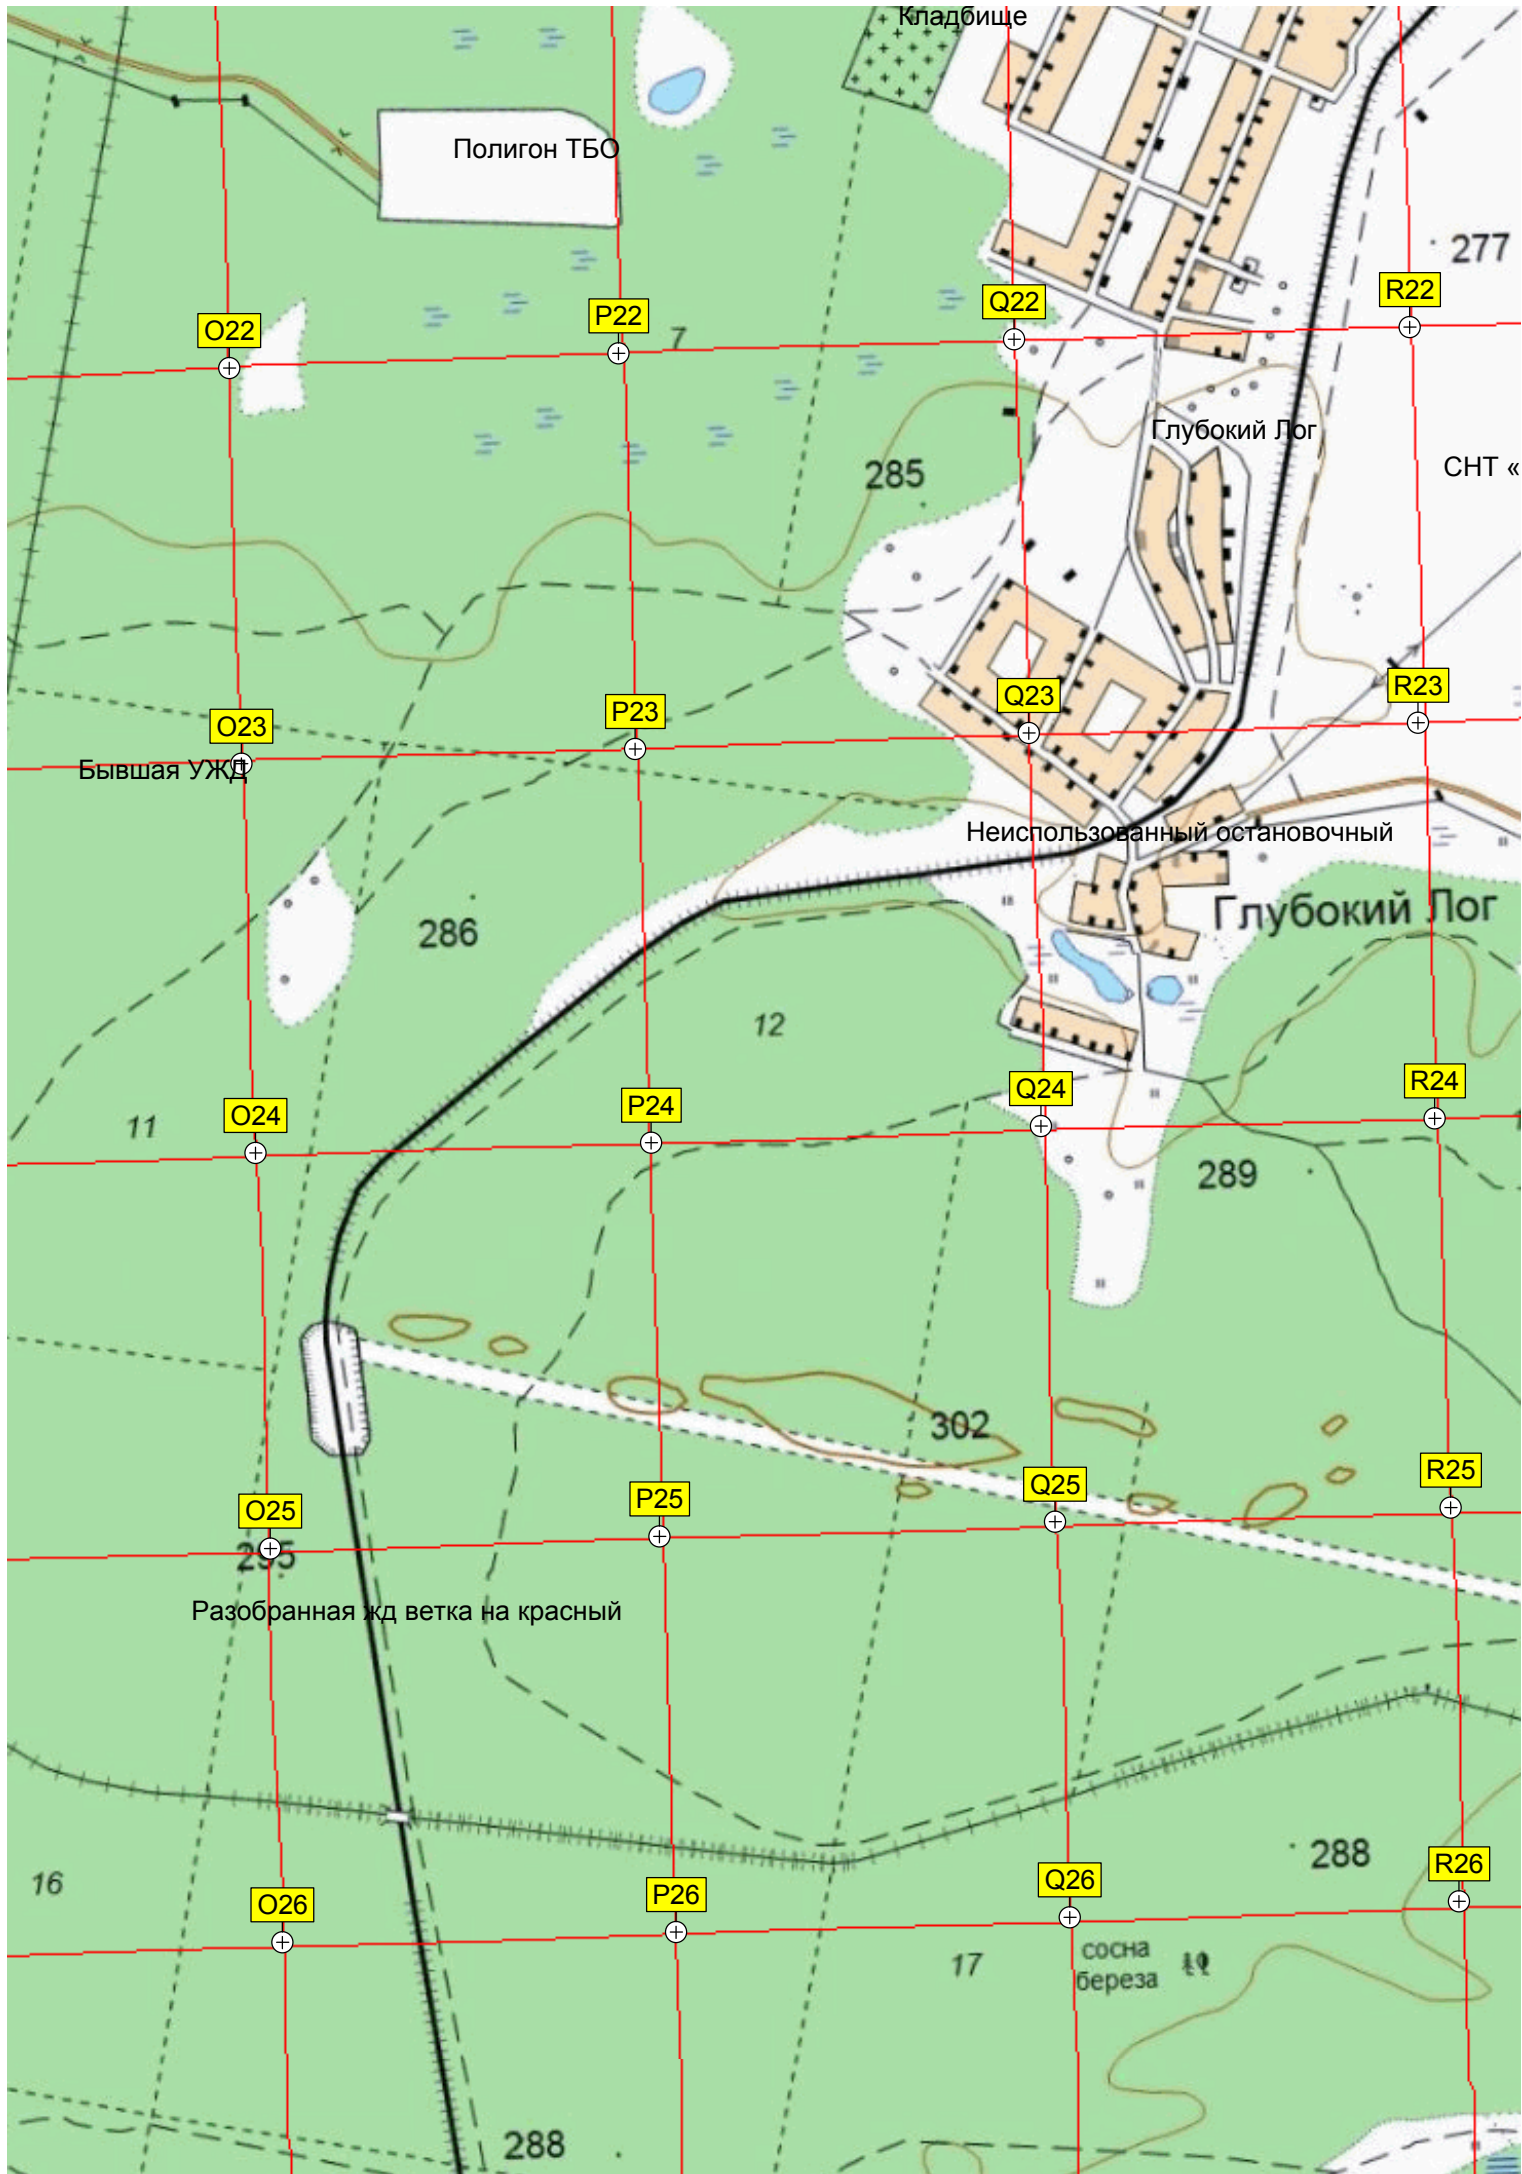 Кладбище
Полигон ТБО
277
R22
Q22
P22
O22
7
Глубокий Лог
СНТ «
285
R23
Q23
P23
O23
Бывшая УЖД
Неиспользованный остановочный
Глубокий Лог
286
12
R24
Q24
P24
O24
11
289
302
R25
Q25
P25
O25
295
Разобранная жд ветка на красный
288
R26
Q26
P26
O26
16
17
сосна
береза
288